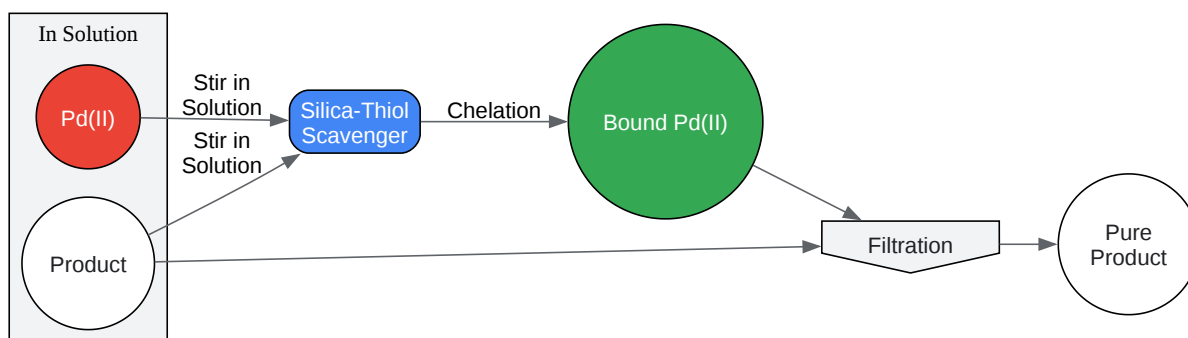 In Solution
Pd(II)
Stir in
Solution
Silica-Thiol
Scavenger
Chelation
Bound Pd(II)
Stir in
Solution
Product
Filtration
Pure
Product